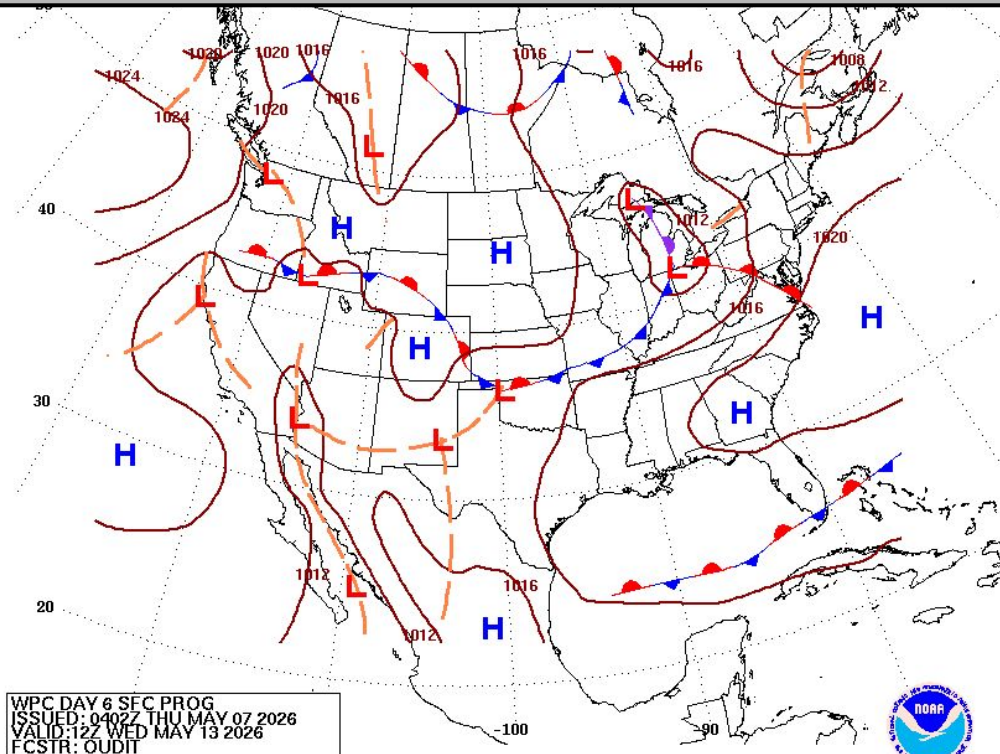 1020
1020
1016
1016
1016
1008
1024
1012
1016
1020
1024
L
L
40
L
H
1012
1020
H
L
L
L
1016
H
H
L
30
L
H
L
H
1012
L
1016
20
H
1012
WPC DAY 6 SFC PROG
ISSUED: 0402Z THU MAY 07 2026
VALID:12Z WED MAY 13 2026
FCSTR: OUDIT
-100
-90
NOAA